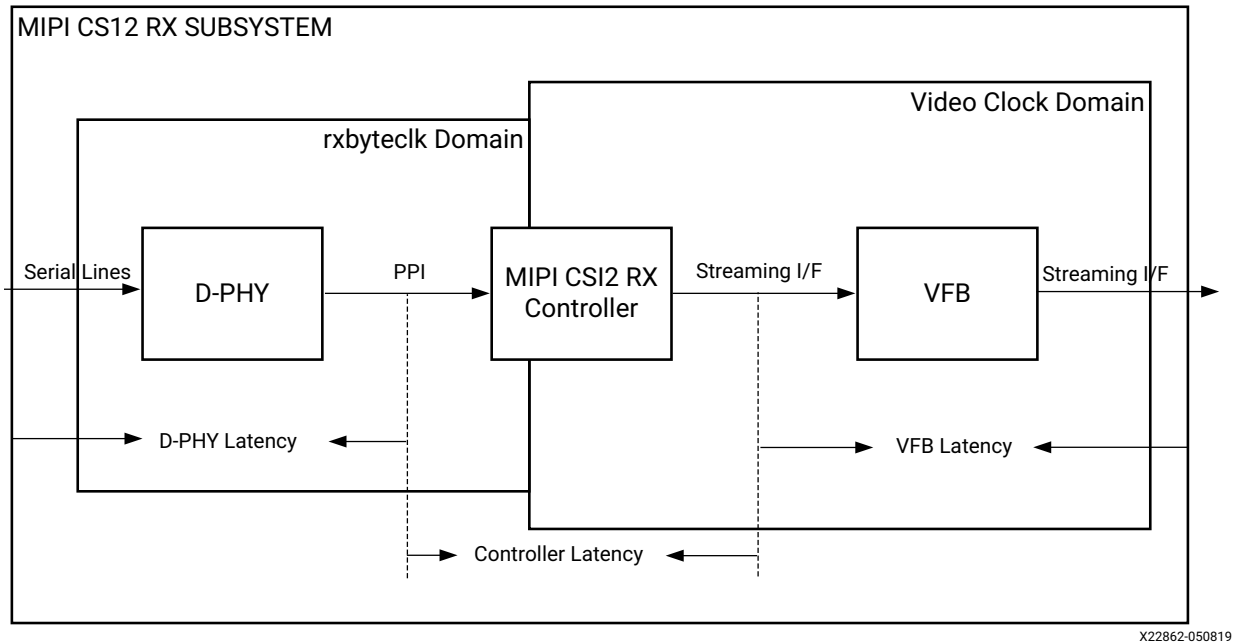 MIPI CS12 RX SUBSYSTEM
Video Clock Domain
rxbyteclk Domain
Serial Lines
D-PHY
PPI
MIPI CSI2 RX
Controller
Streaming I/F
VFB
Streaming I/F
D-PHY Latency
VFB Latency
Controller Latency
X22862-050819